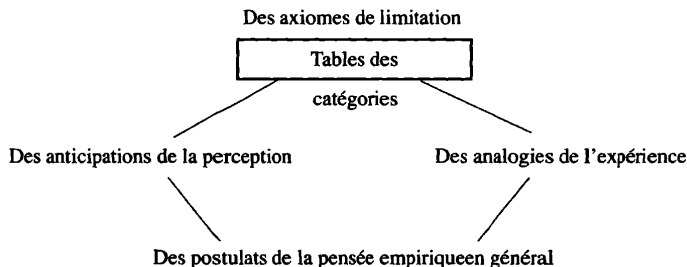 Des axiomes de limitation
Tables des
catégories
Des anticipations de la perception
Des analogies de l'expérience
Des postulats de la pensée empiriqueen général